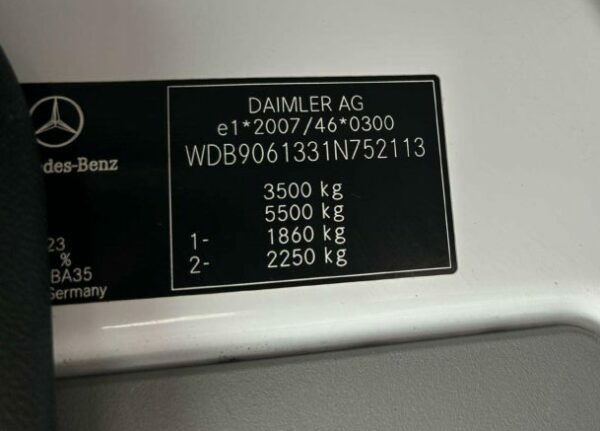 DAIMLER AG
e1*2007/46*0300
WDB9061331N752113
3500 kg
5500 kg
1- 1860 kg
2- 2250 kg
des-Benz
23
%
BA35
Germany